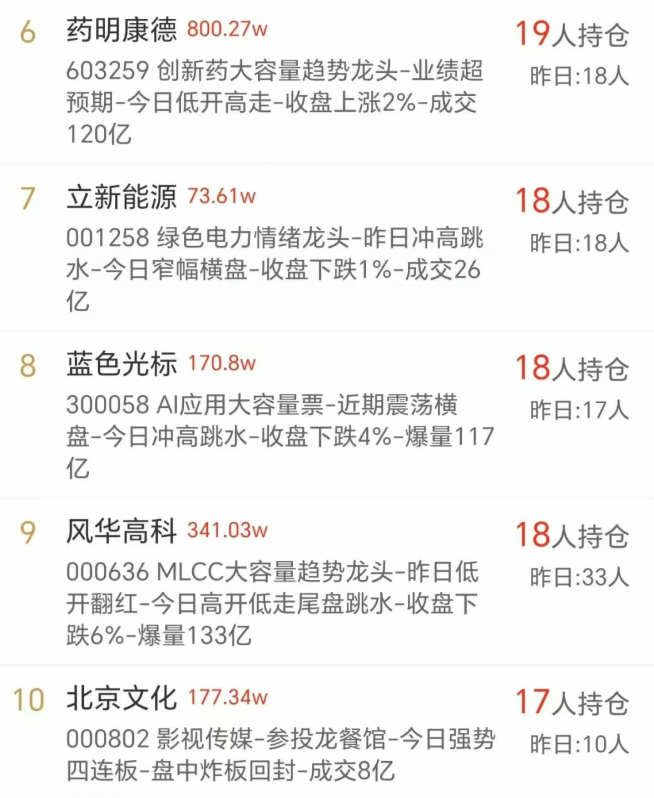 6 药明康德 800.27w 19人持仓
603259 创新药大容量趋势龙头-业绩超 昨日:18人
预期-今日低开高走-收盘上涨2%-成交
120亿
7 立新能源 73.61w 18人持仓
001258 绿色电力情绪龙头-昨日冲高跳 昨日:18人
水-今日窄幅横盘-收盘下跌1%-成交26
亿
8 蓝色光标 170.8w 18人持仓
300058 AI应用大容量票-近期震荡横 昨日:17人
盘-今日冲高跳水-收盘下跌4%-爆量117
亿
9 风华高科 341.03w 18人持仓
000636 MLCC大容量趋势龙头-昨日低 昨日:33人
开翻红-今日高开低走尾盘跳水-收盘下
跌6%-爆量133亿
10 北京文化 177.34w 17人持仓
000802 影视传媒-参投龙餐馆-今日强势 昨日:10人
四连板-盘中炸板回封-成交8亿